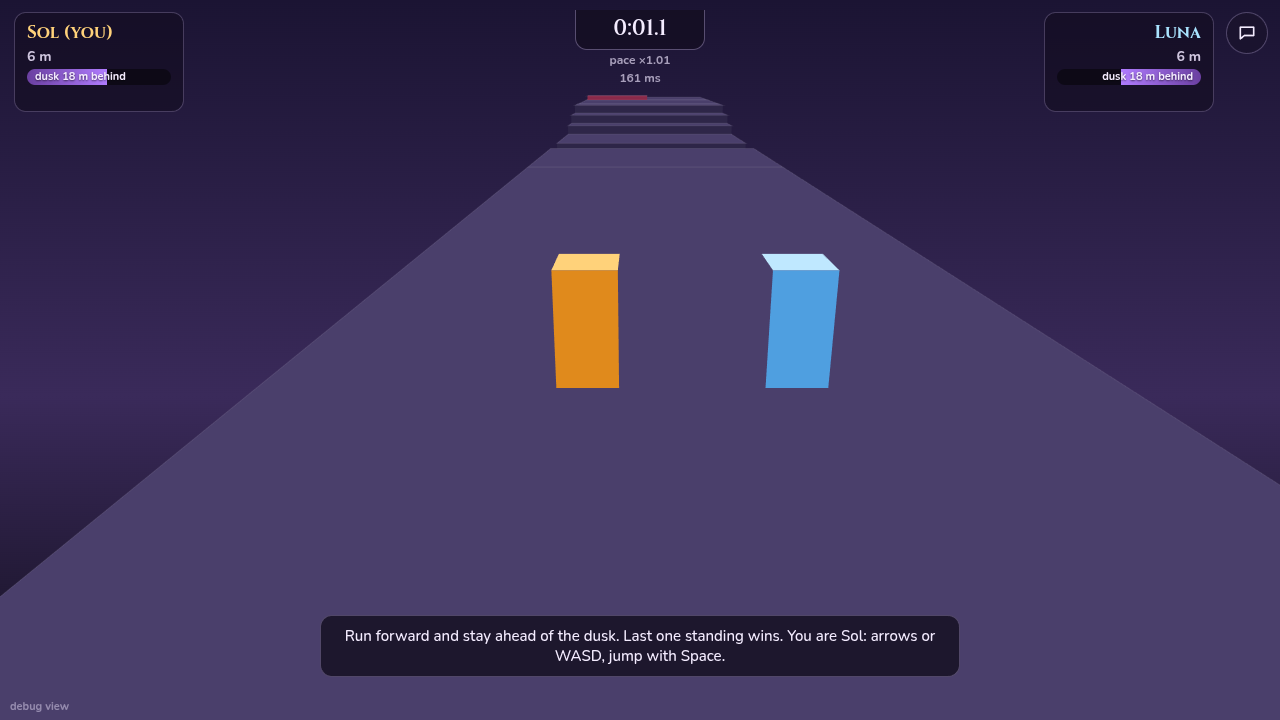 Sol (you)
6 m
dusk 18 m behind
0:01.1
pace ×1.01
161 ms
Luna
6 m
dusk 18 m behind
Run forward and stay ahead of the dusk. Last one standing wins. You are Sol: arrows or
WASD, jump with Space.
debug view